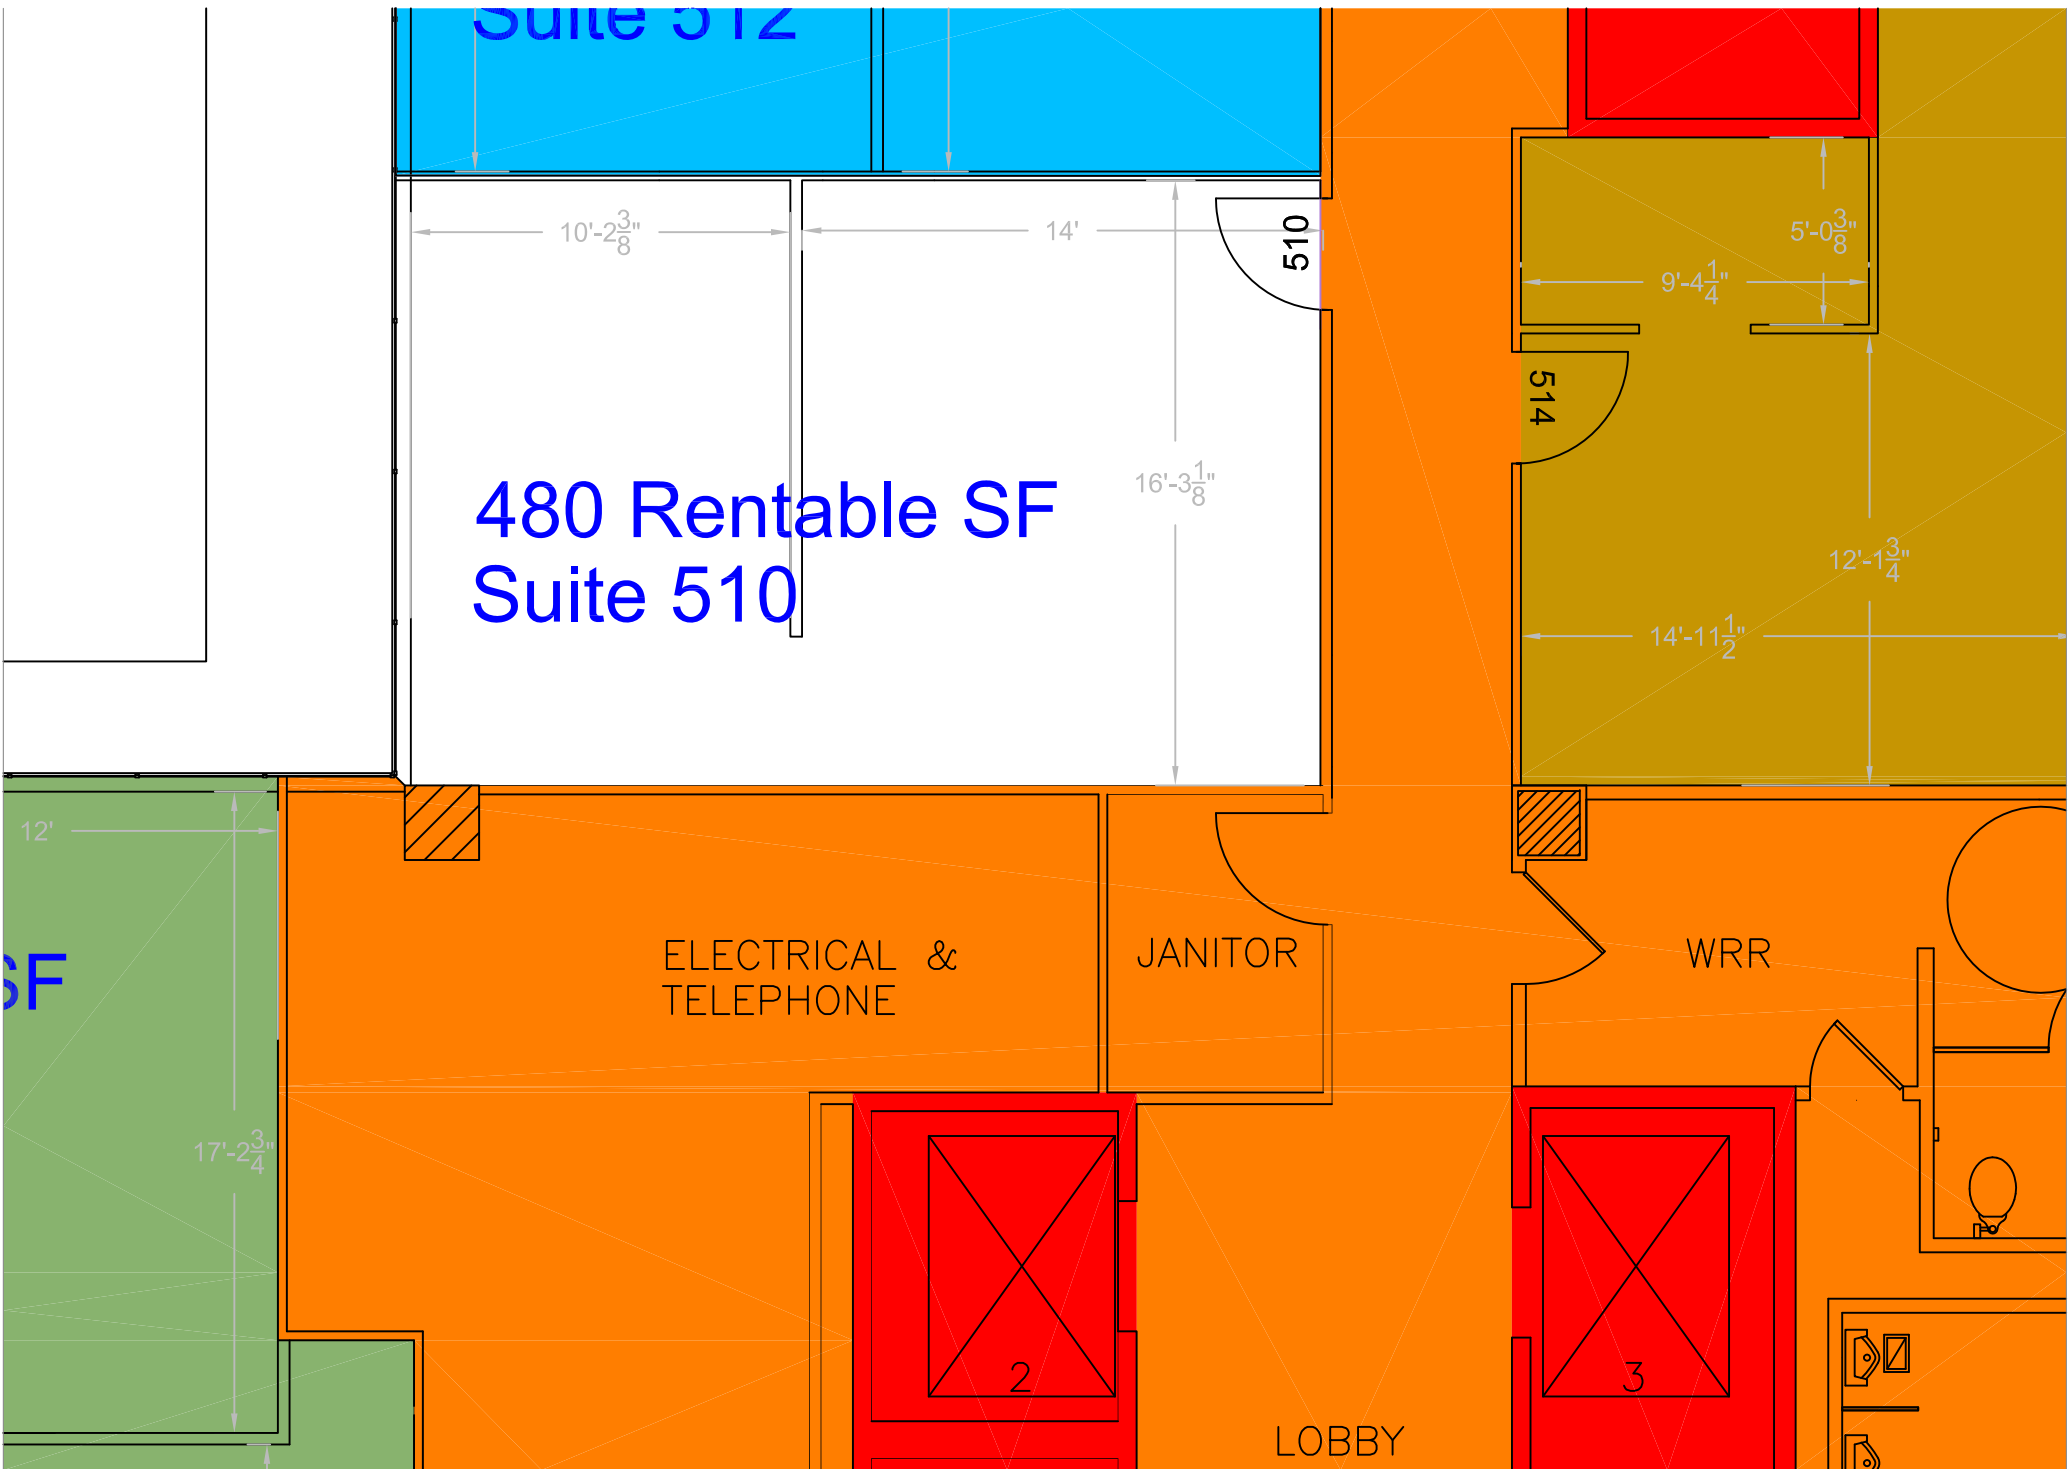 Suite 512
10'-2 3/8"
14'
510
5'-0 3/8"
9'-4 1/4"
514
480 Rentable SF
Suite 510
16'-3 1/8"
12'-1 3/4"
14'-11 1/2"
12'
SF
ELECTRICAL &
TELEPHONE
JANITOR
WRR
17'-2 3/4"
2
3
LOBBY